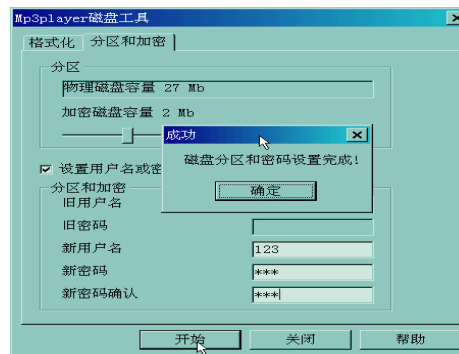 Mp3player磁盘工具
格式化 分区和加密
分区
物理磁盘容量 27 Mb
加密磁盘容量 2 Mb
成功
磁盘分区和密码设置完成!
确定
设置用户名或密
分区和加密
旧用户名
旧密码
新用户名 123
新密码 ***
新密码确认 ***
开始 关闭 帮助